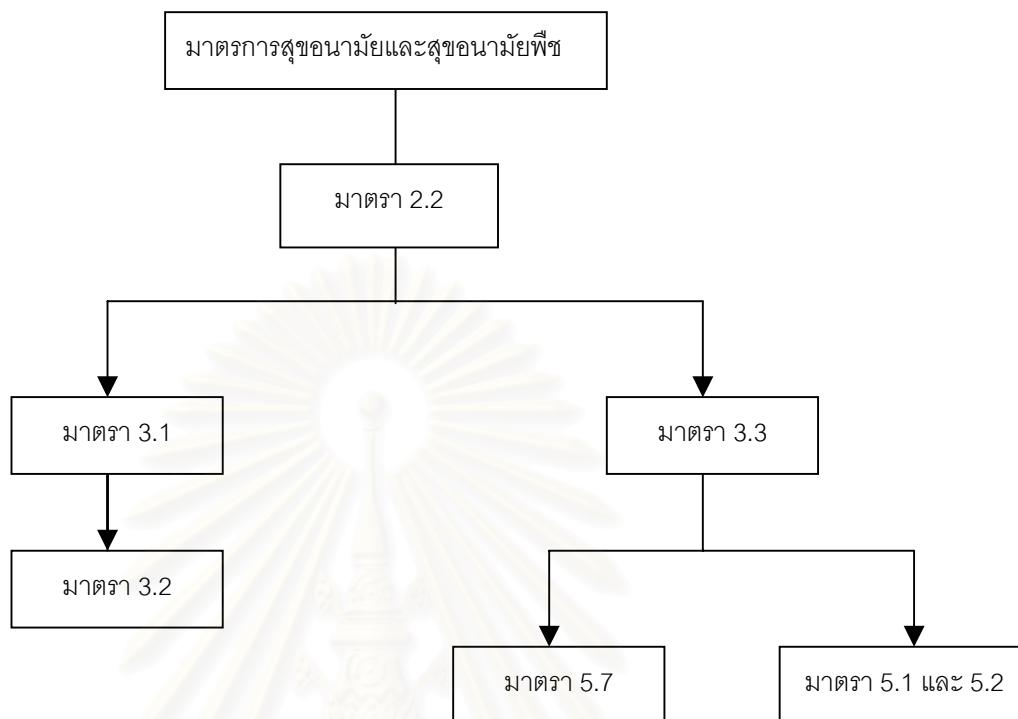 มาตรการสุขอนามัยและสุขอนามัยพืช
มาตรา 2.2
มาตรา 3.1
มาตรา 3.3
มาตรา 3.2
มาตรา 5.7
มาตรา 5.1 และ 5.2